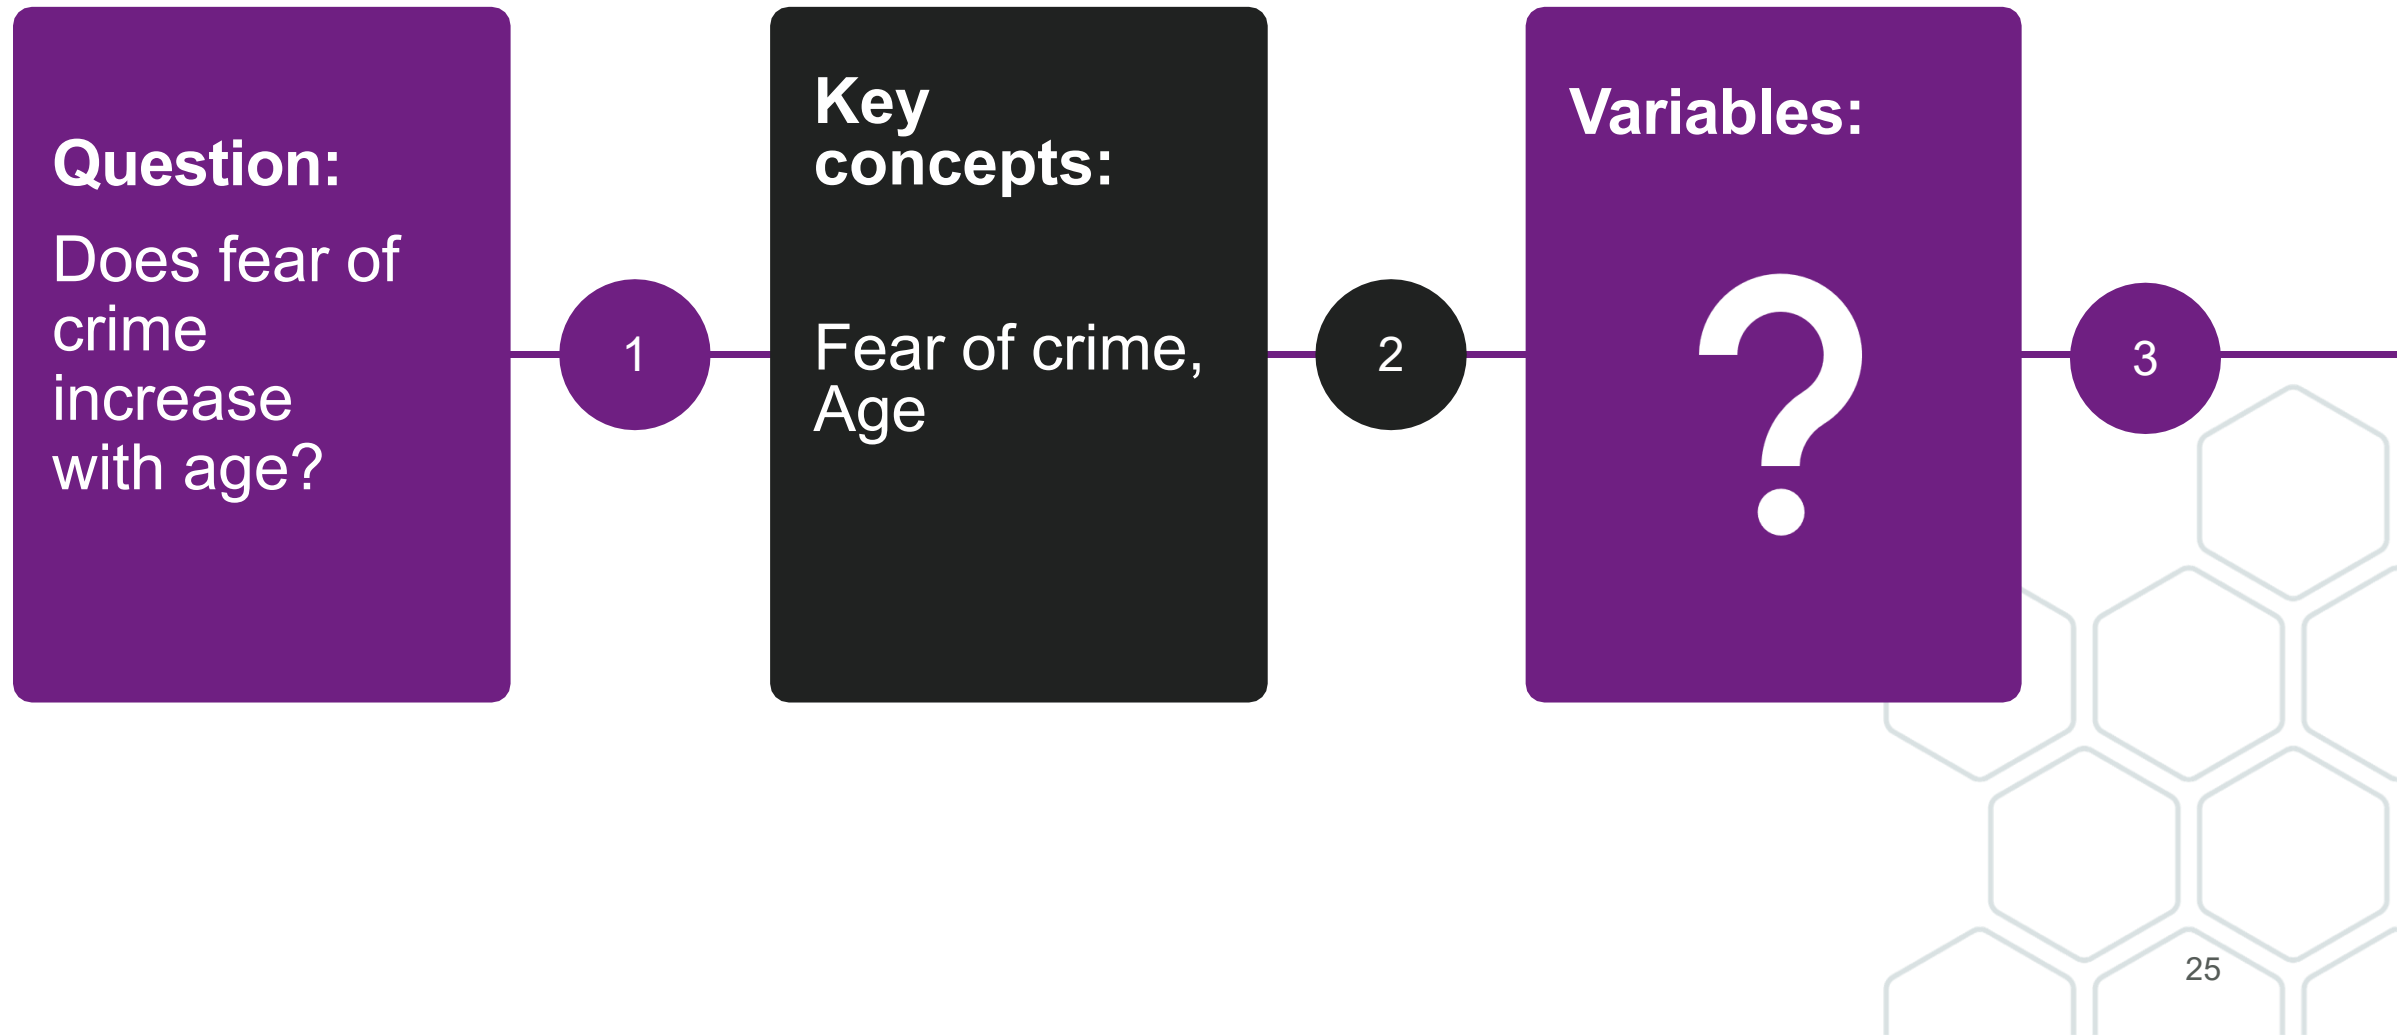 Question:
Does fear of
crime
increase
with age?
1
Key
concepts:
Fear of crime,
Age
2
Variables:
?
3
25